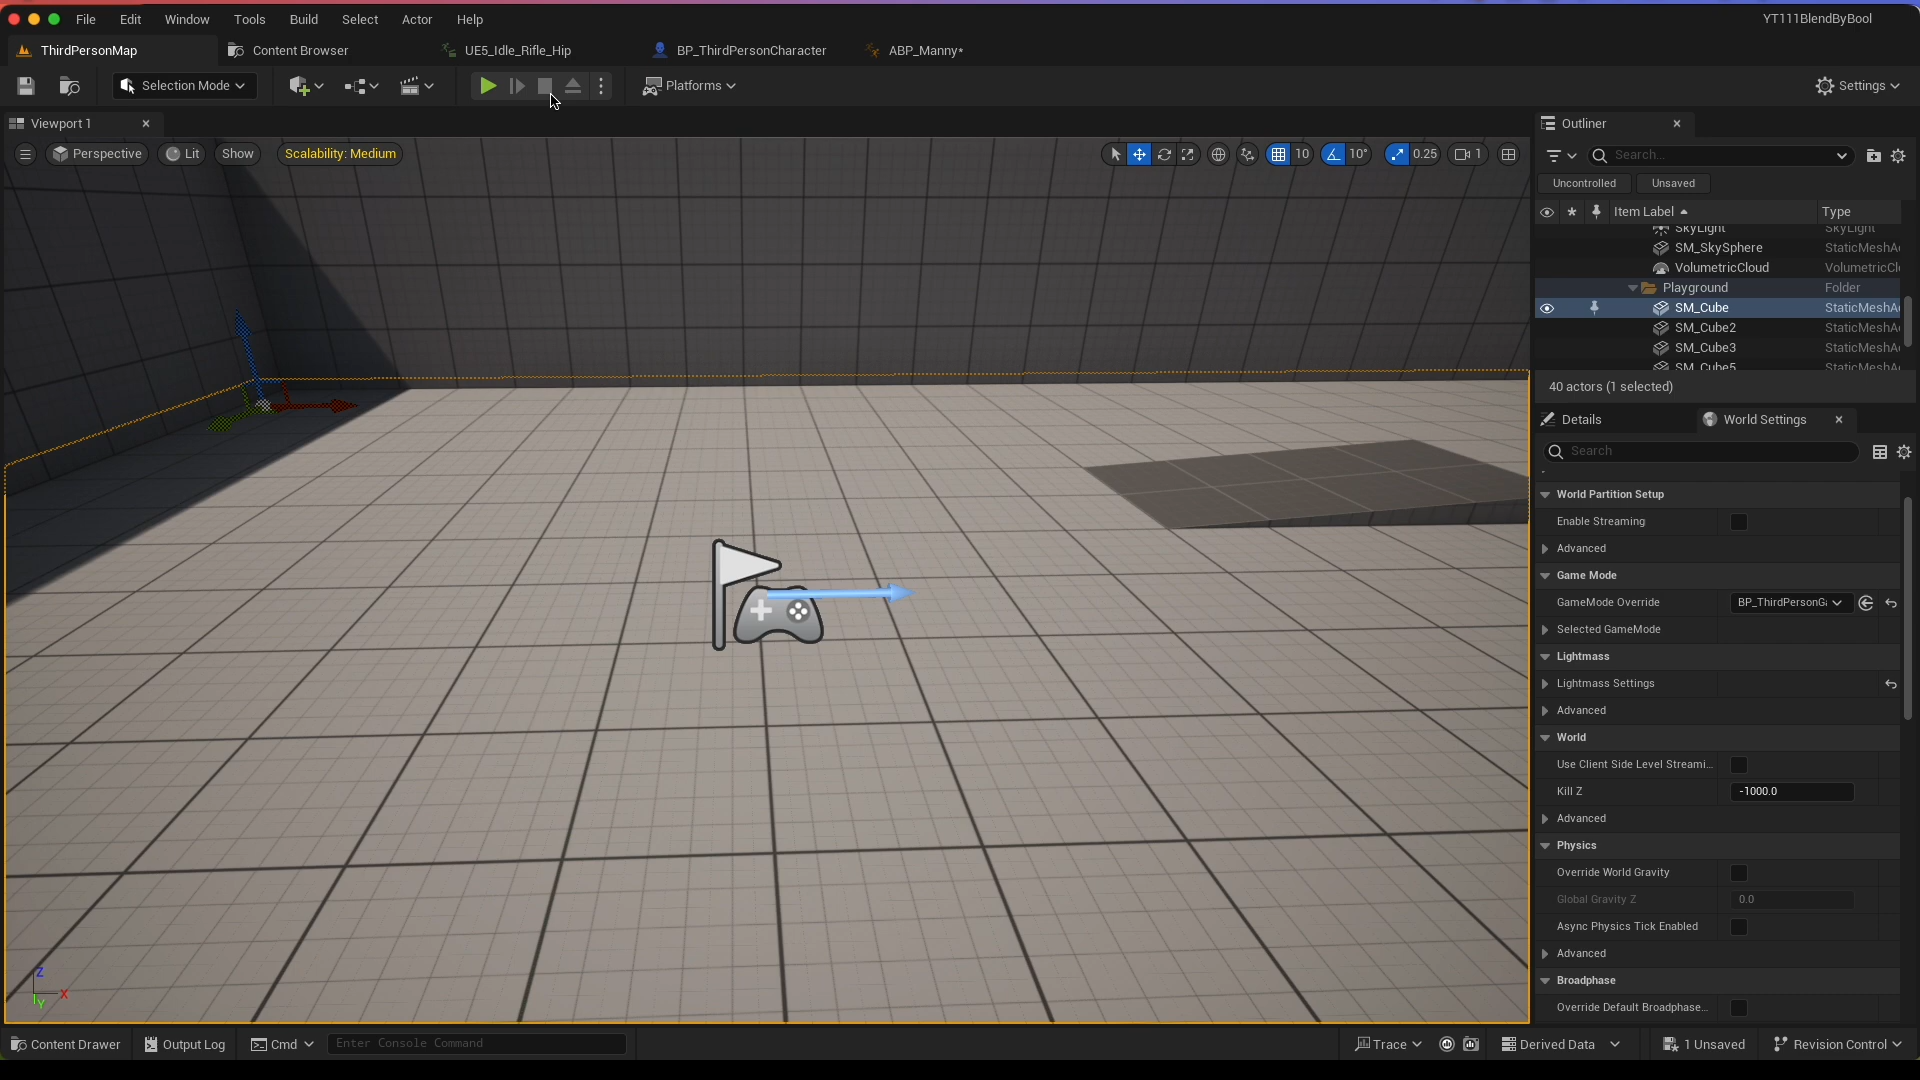 File Edit Window Tools Build Select Actor Help YT111BlendByBool
ThirdPersonMap Content Browser UE5_Idle_Rifle_Hip BP_ThirdPersonCharacter ABP_Manny*
Selection Mode Platforms Settings
Viewport 1
Perspective Lit Show Scalability: Medium 10 10° 0.25 1
Outliner
Search...
Uncontrolled Unsaved
Item Label Type
SkyLight SkyLight
SM_SkySphere StaticMeshA
VolumetricCloud VolumetricCl
Playground Folder
SM_Cube StaticMeshA
SM_Cube2 StaticMeshA
SM_Cube3 StaticMeshA
SM_Cube5
40 actors (1 selected)
Details World Settings
Search
World Partition Setup
Enable Streaming
Advanced
Game Mode
GameMode Override BP_ThirdPersonGa
Selected GameMode
Lightmass
Lightmass Settings
Advanced
World
Use Client Side Level Streami...
Kill Z -1000.0
Advanced
Physics
Override World Gravity
Global Gravity Z 0.0
Async Physics Tick Enabled
Advanced
Broadphase
Override Default Broadphase...
Z
X
Y
Content Drawer Output Log Cmd Enter Console Command Trace Derived Data 1 Unsaved Revision Control